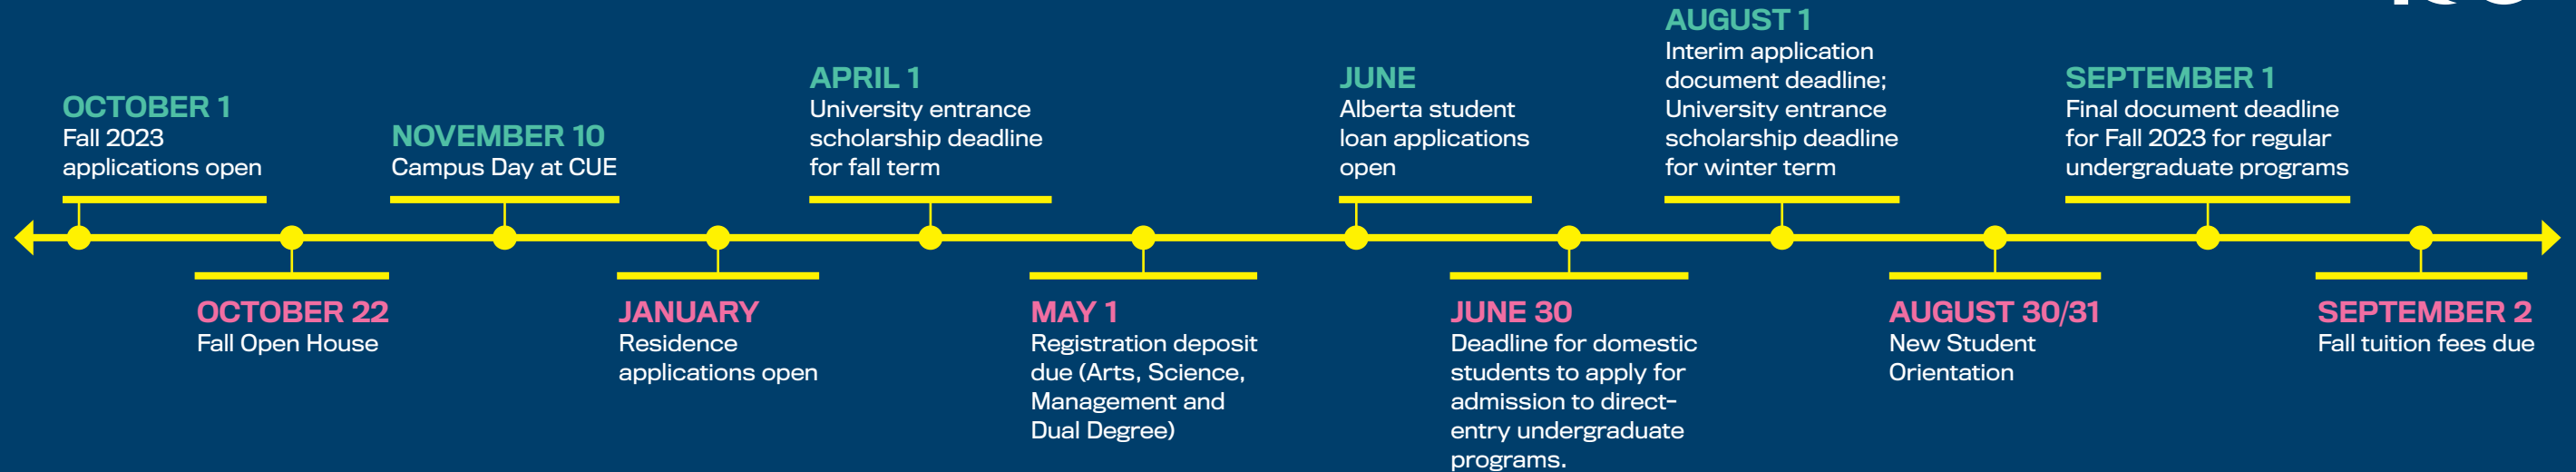 OCTOBER 1
Fall 2023
applications open
OCTOBER 22
Fall Open House
NOVEMBER 10
Campus Day at CUE
JANUARY
Residence
applications open
APRIL 1
University entrance
scholarship deadline
for fall term
MAY 1
Registration deposit
due (Arts, Science,
Management and
Dual Degree)
JUNE
Alberta student
loan applications
open
JUNE 30
Deadline for domestic
students to apply for
admission to direct-
entry undergraduate
programs.
AUGUST 1
Interim application
document deadline;
University entrance
scholarship deadline
for winter term
AUGUST 30/31
New Student
Orientation
SEPTEMBER 1
Final document deadline
for Fall 2023 for regular
undergraduate programs
SEPTEMBER 2
Fall tuition fees due